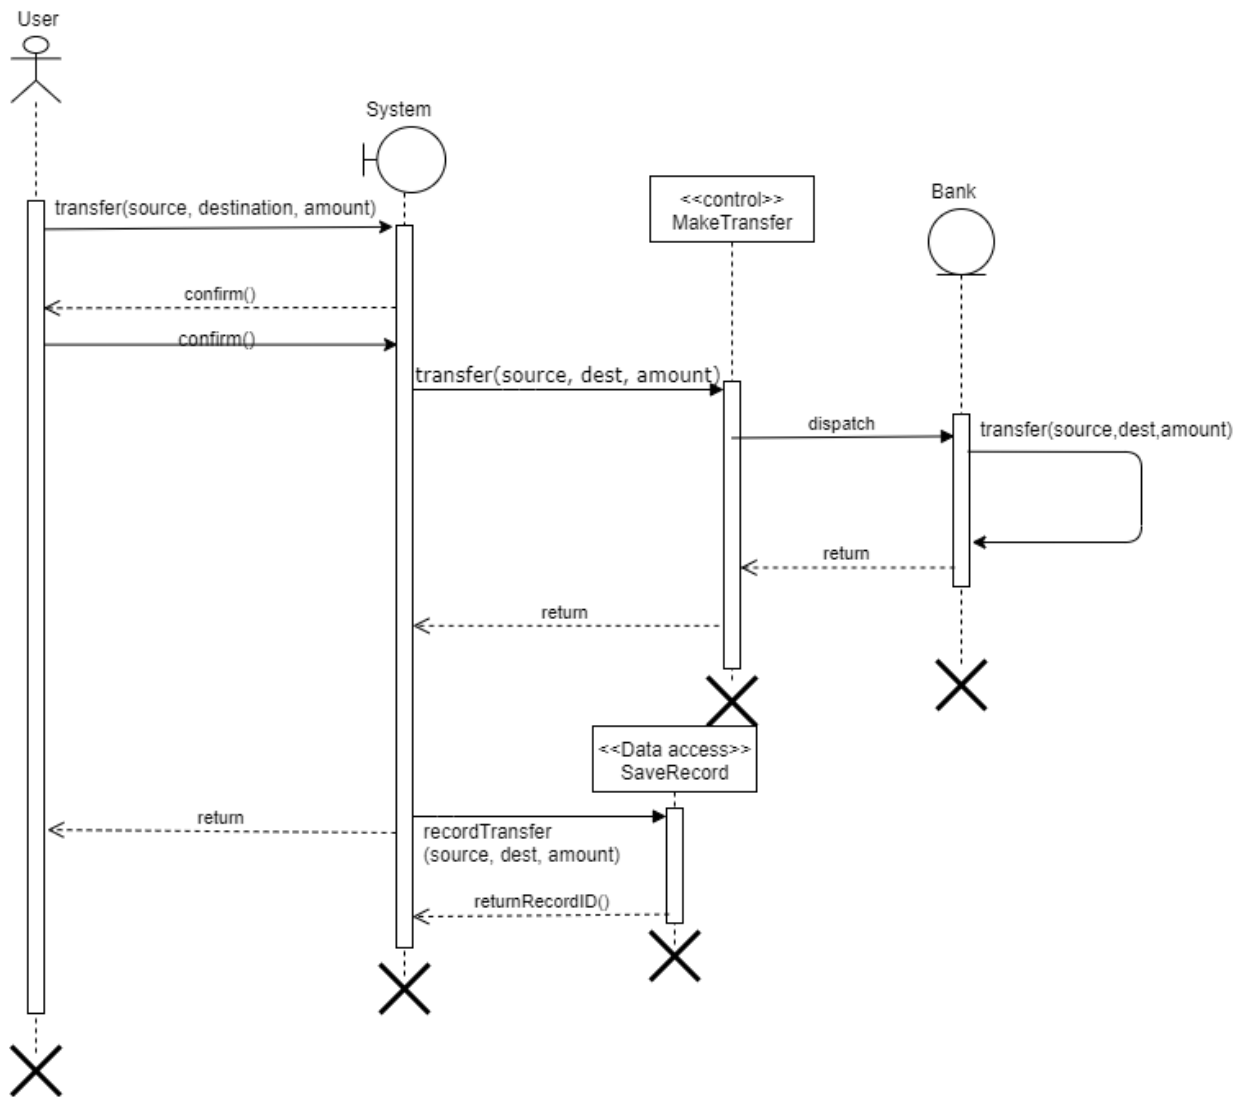 User
System
<<control>>
MakeTransfer
Bank
transfer(source, destination, amount)
confirm()
confirm()
transfer(source, dest, amount)
dispatch
transfer(source,dest,amount)
return
return
<<Data access>>
SaveRecord
return
recordTransfer
(source, dest, amount)
returnRecordID()